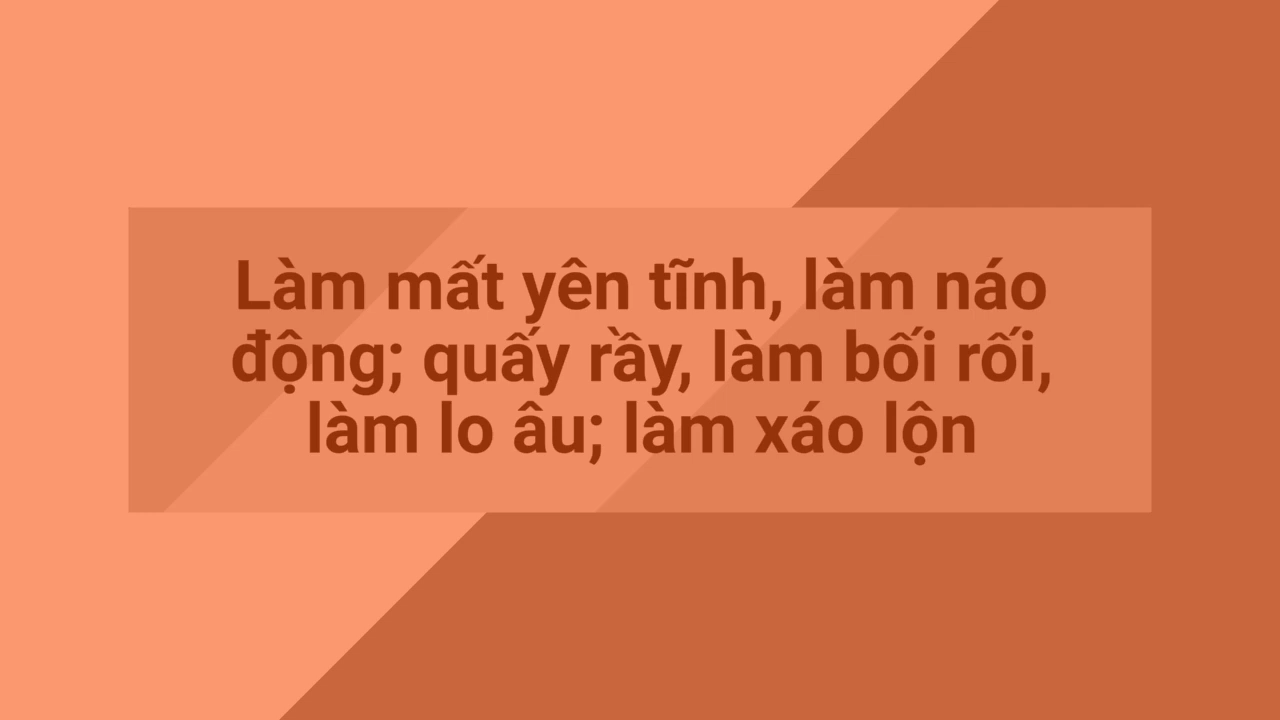 Làm mất yên tĩnh, làm náo
động; quấy rầy, làm bối rối,
làm lo âu; làm xáo lộn